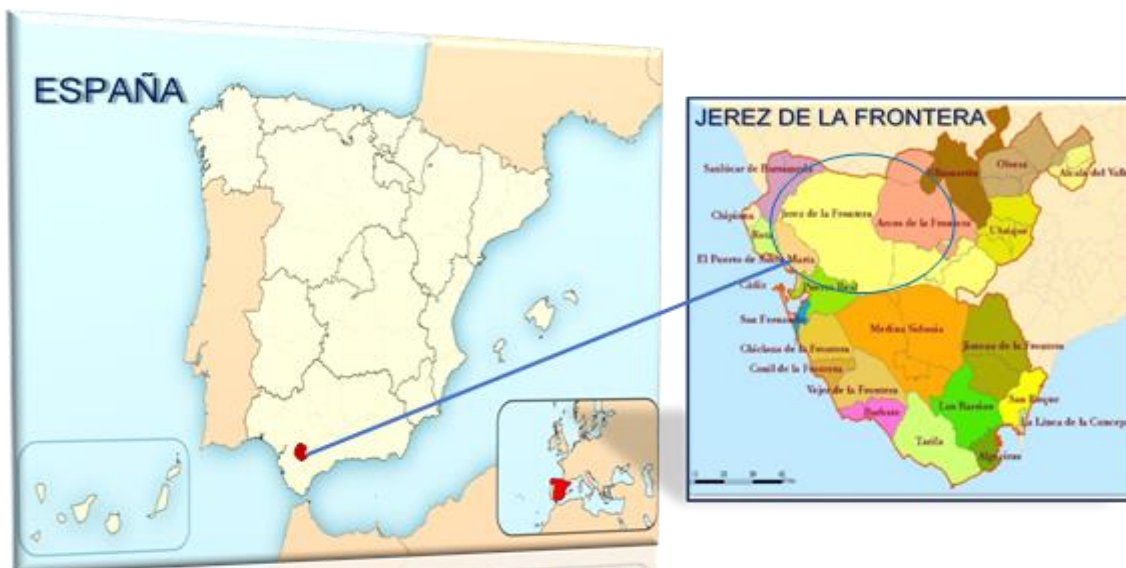 ESPAÑA
JEREZ DE LA FRONTERA
Sanlúcar de Barrameda
Olvera
Alcalá del Valle
Chipiona
Jerez de la Frontera
Arcos de la Frontera
Rota
Ubrique
El Puerto de Santa María
Cádiz
Puerto Real
San Fernando
Medina Sidonia
Jimena de la Frontera
Chiclana de la Frontera
Conil de la Frontera
Vejer de la Frontera
San Roque
Barbate
Los Barrios
La Línea de la Concep
Tarifa
Algeciras